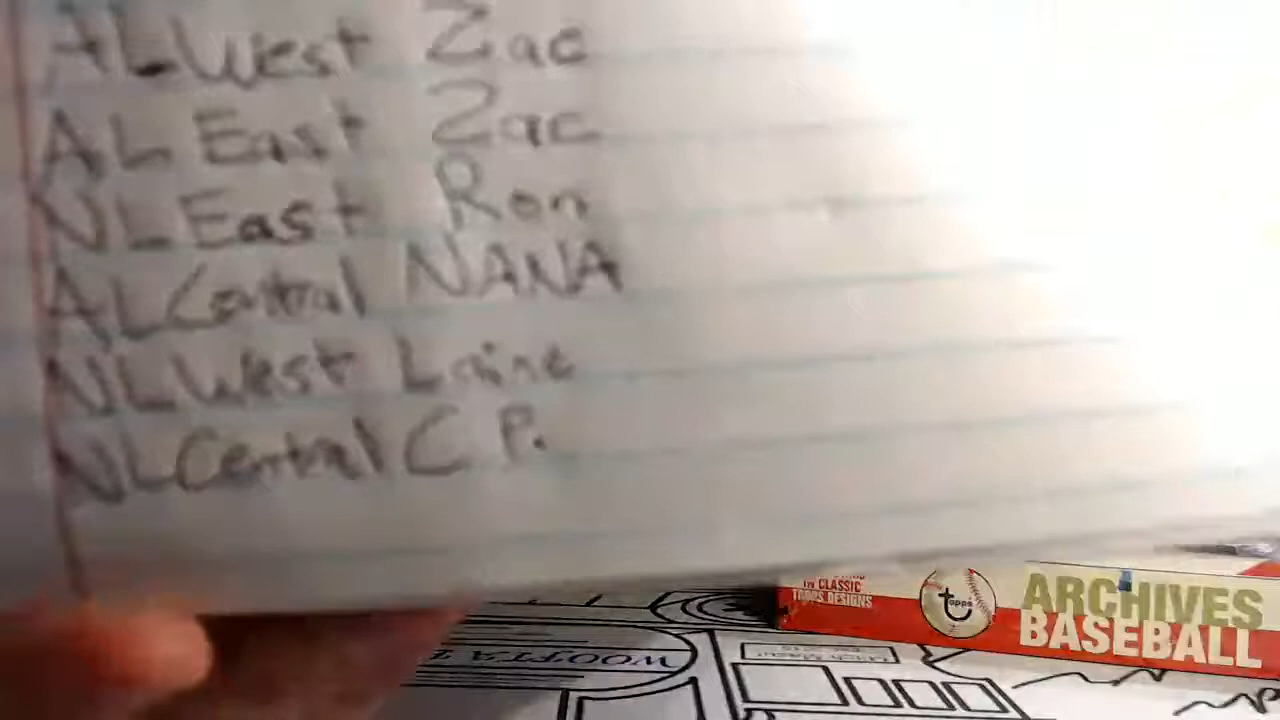 AL West Zac
AL East Zac
NL East Ron
AL Central NANA
NL West Laine
NL Central C P.
CLASSIC
TOPPS DESIGNS
topps
ARCHIVES
BASEBALL